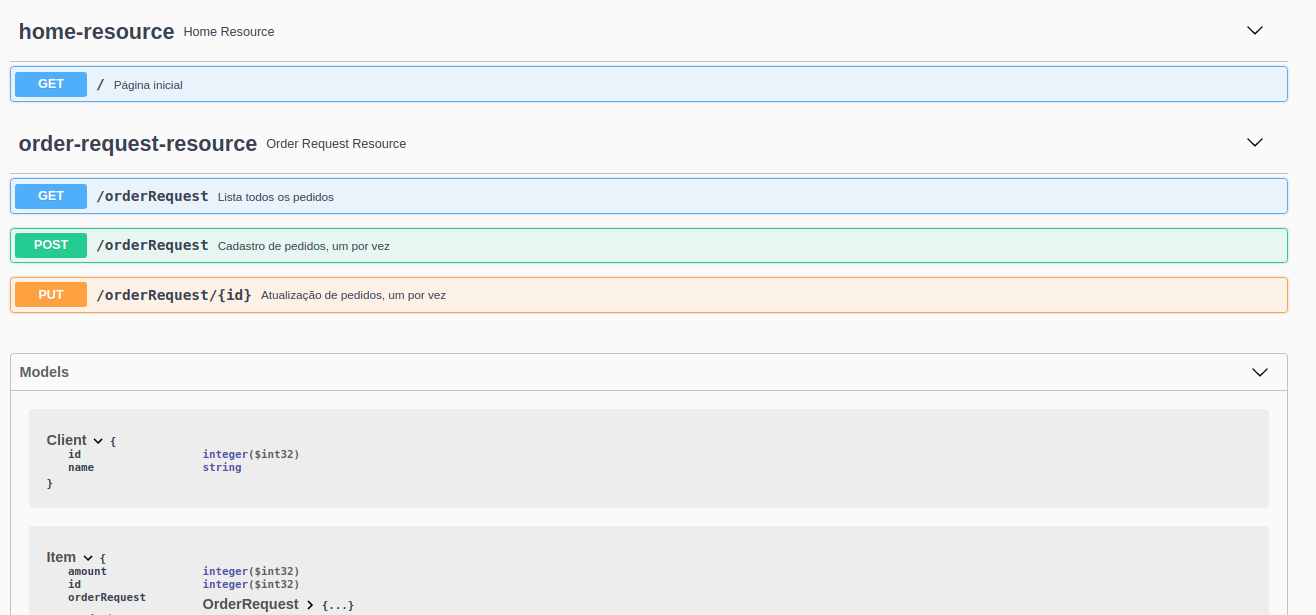 home-resource Home Resource
GET / Página inicial
order-request-resource Order Request Resource
GET /orderRequest Lista todos os pedidos
POST /orderRequest Cadastro de pedidos, um por vez
PUT /orderRequest/{id} Atualização de pedidos, um por vez
Models
Client {
id integer($int32)
name string
}
Item {
amount integer($int32)
id integer($int32)
orderRequest
OrderRequest {...}